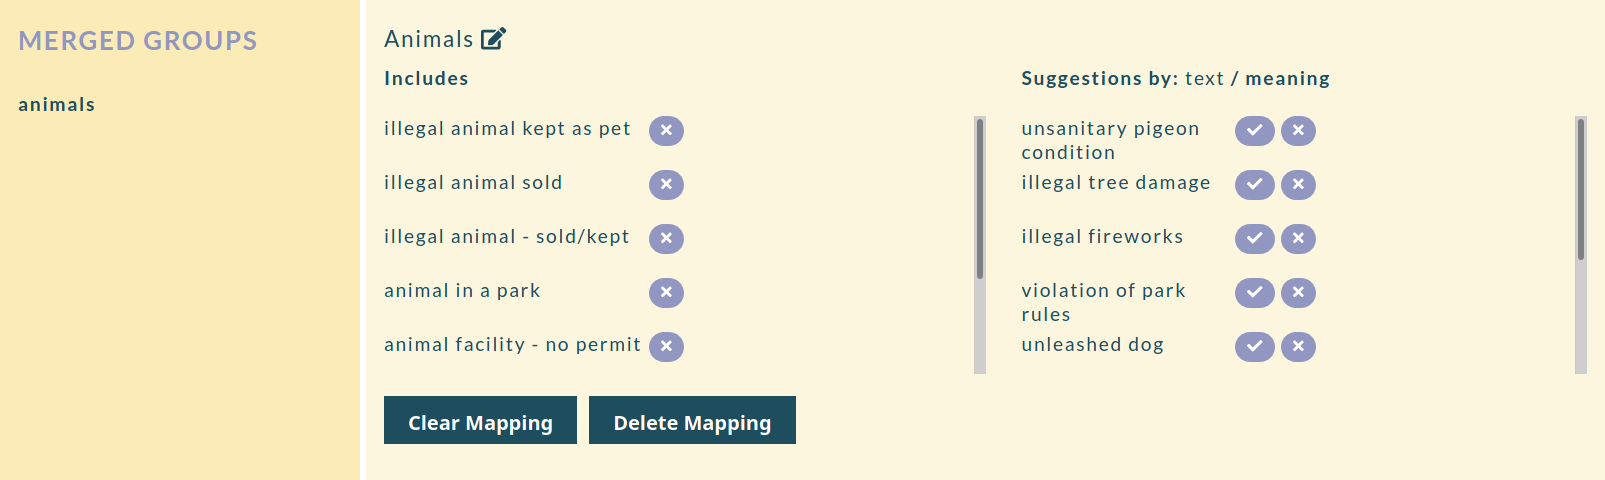 MERGED GROUPS
animals
Animals
Includes
illegal animal kept as pet
illegal animal sold
illegal animal - sold/kept
animal in a park
animal facility - no permit
Suggestions by: text / meaning
unsanitary pigeon
condition
illegal tree damage
illegal fireworks
violation of park
rules
unleashed dog
Clear Mapping
Delete Mapping